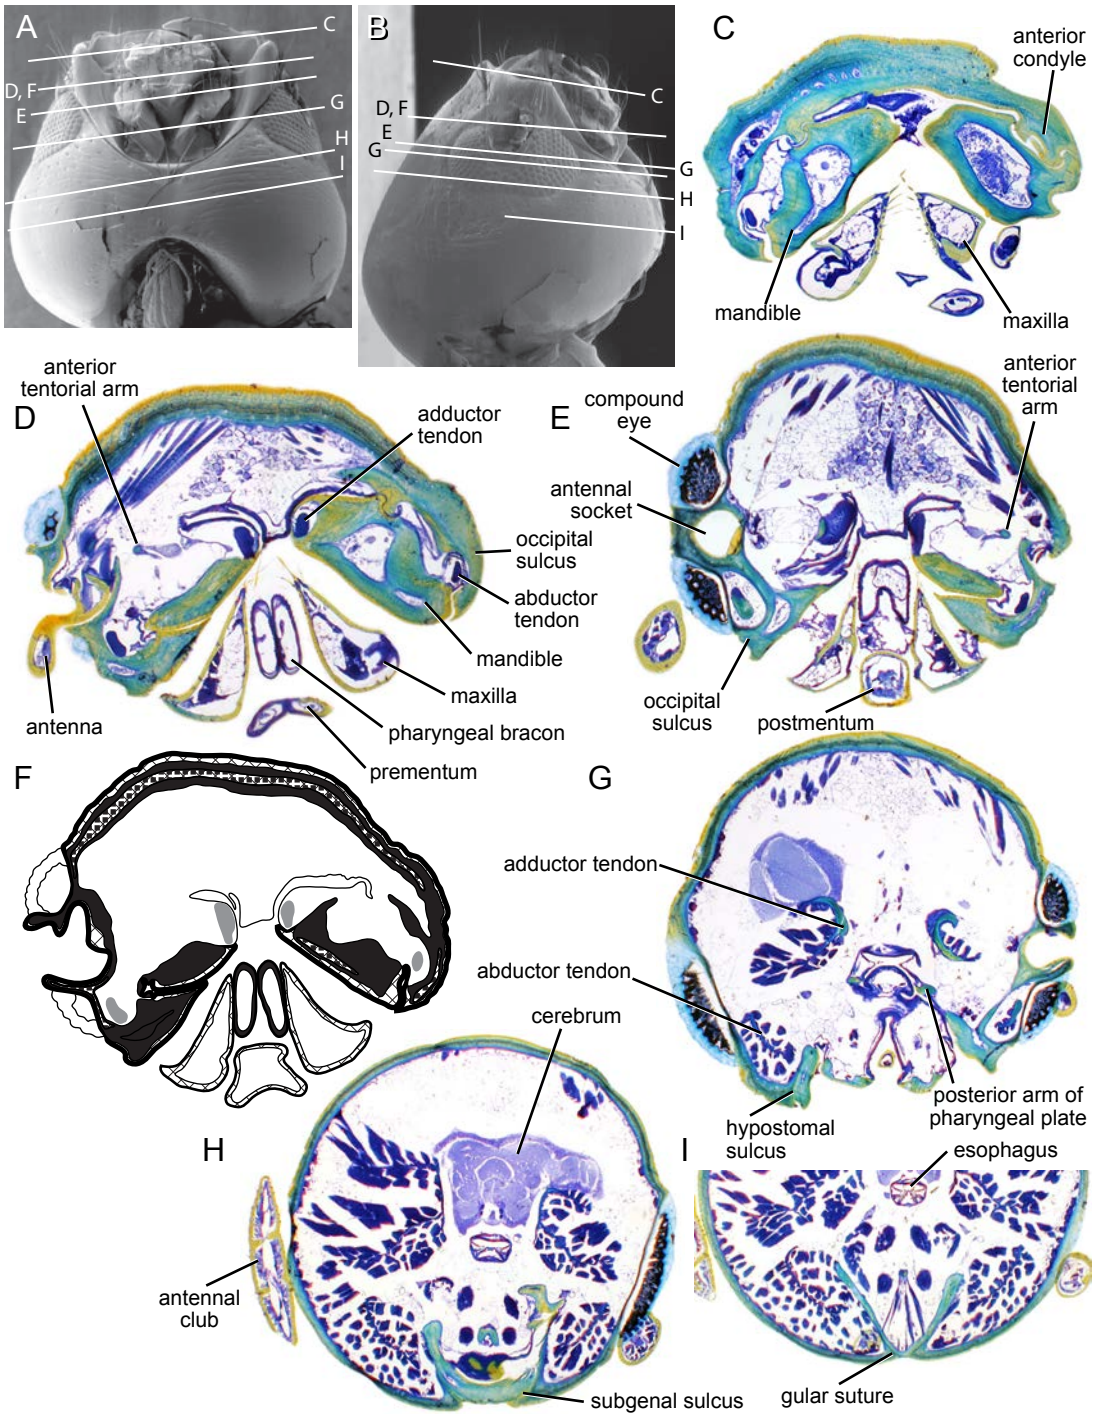 A
C
D, F
E
G
H
I
B
D, F
E
G
C
G
H
I
C
anterior
condyle
mandible
maxilla
D
anterior
tentorial arm
adductor
tendon
occipital
sulcus
abductor
tendon
mandible
maxilla
pharyngeal bracon
prementum
antenna
E
compound
eye
antennal
socket
anterior
tentorial
arm
occipital
sulcus
postmentum
F
G
adductor tendon
abductor tendon
hypostomal
sulcus
posterior arm of
pharyngeal plate
H
cerebrum
antennal
club
subgenal sulcus
I
esophagus
gular suture